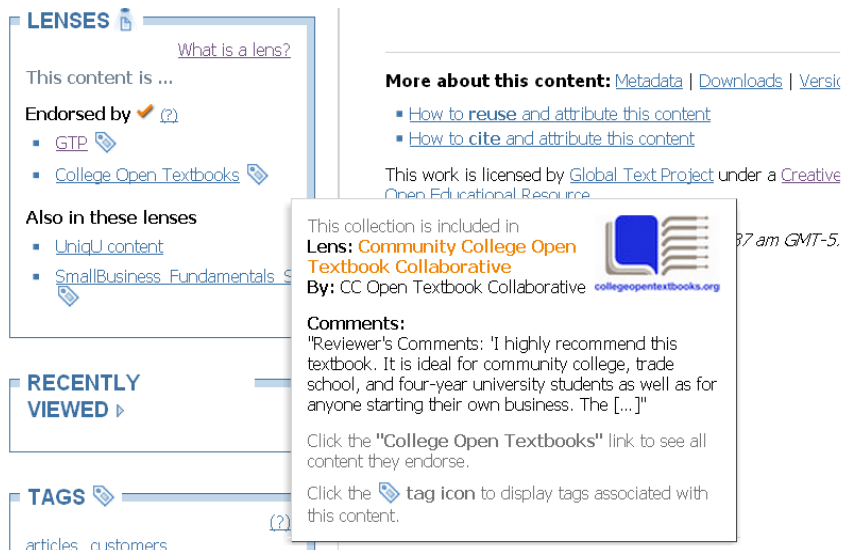 LENSES
What is a lens?
This content is ...
Endorsed by (?)
GTP
College Open Textbooks
Also in these lenses
UniqU content
SmallBusiness Fundamentals S
RECENTLY
VIEWED
TAGS
(?)
articles customers
More about this content: Metadata | Downloads |
How to reuse and attribute this content
How to cite and attribute this content
This work is licensed by Global Text Project under a Creative
Open Educational Resource
37 am GMT-5.
This collection is included in
Lens: Community College Open
Textbook Collaborative
By: CC Open Textbook Collaborative
collegeopentextbooks.org
Comments:
"Reviewer's Comments: 'I highly recommend this
textbook. It is ideal for community college, trade
school, and four-year university students as well as for
anyone starting their own business. The [...]"
Click the "College Open Textbooks" link to see all
content they endorse.
Click the tag icon to display tags associated with
this content.